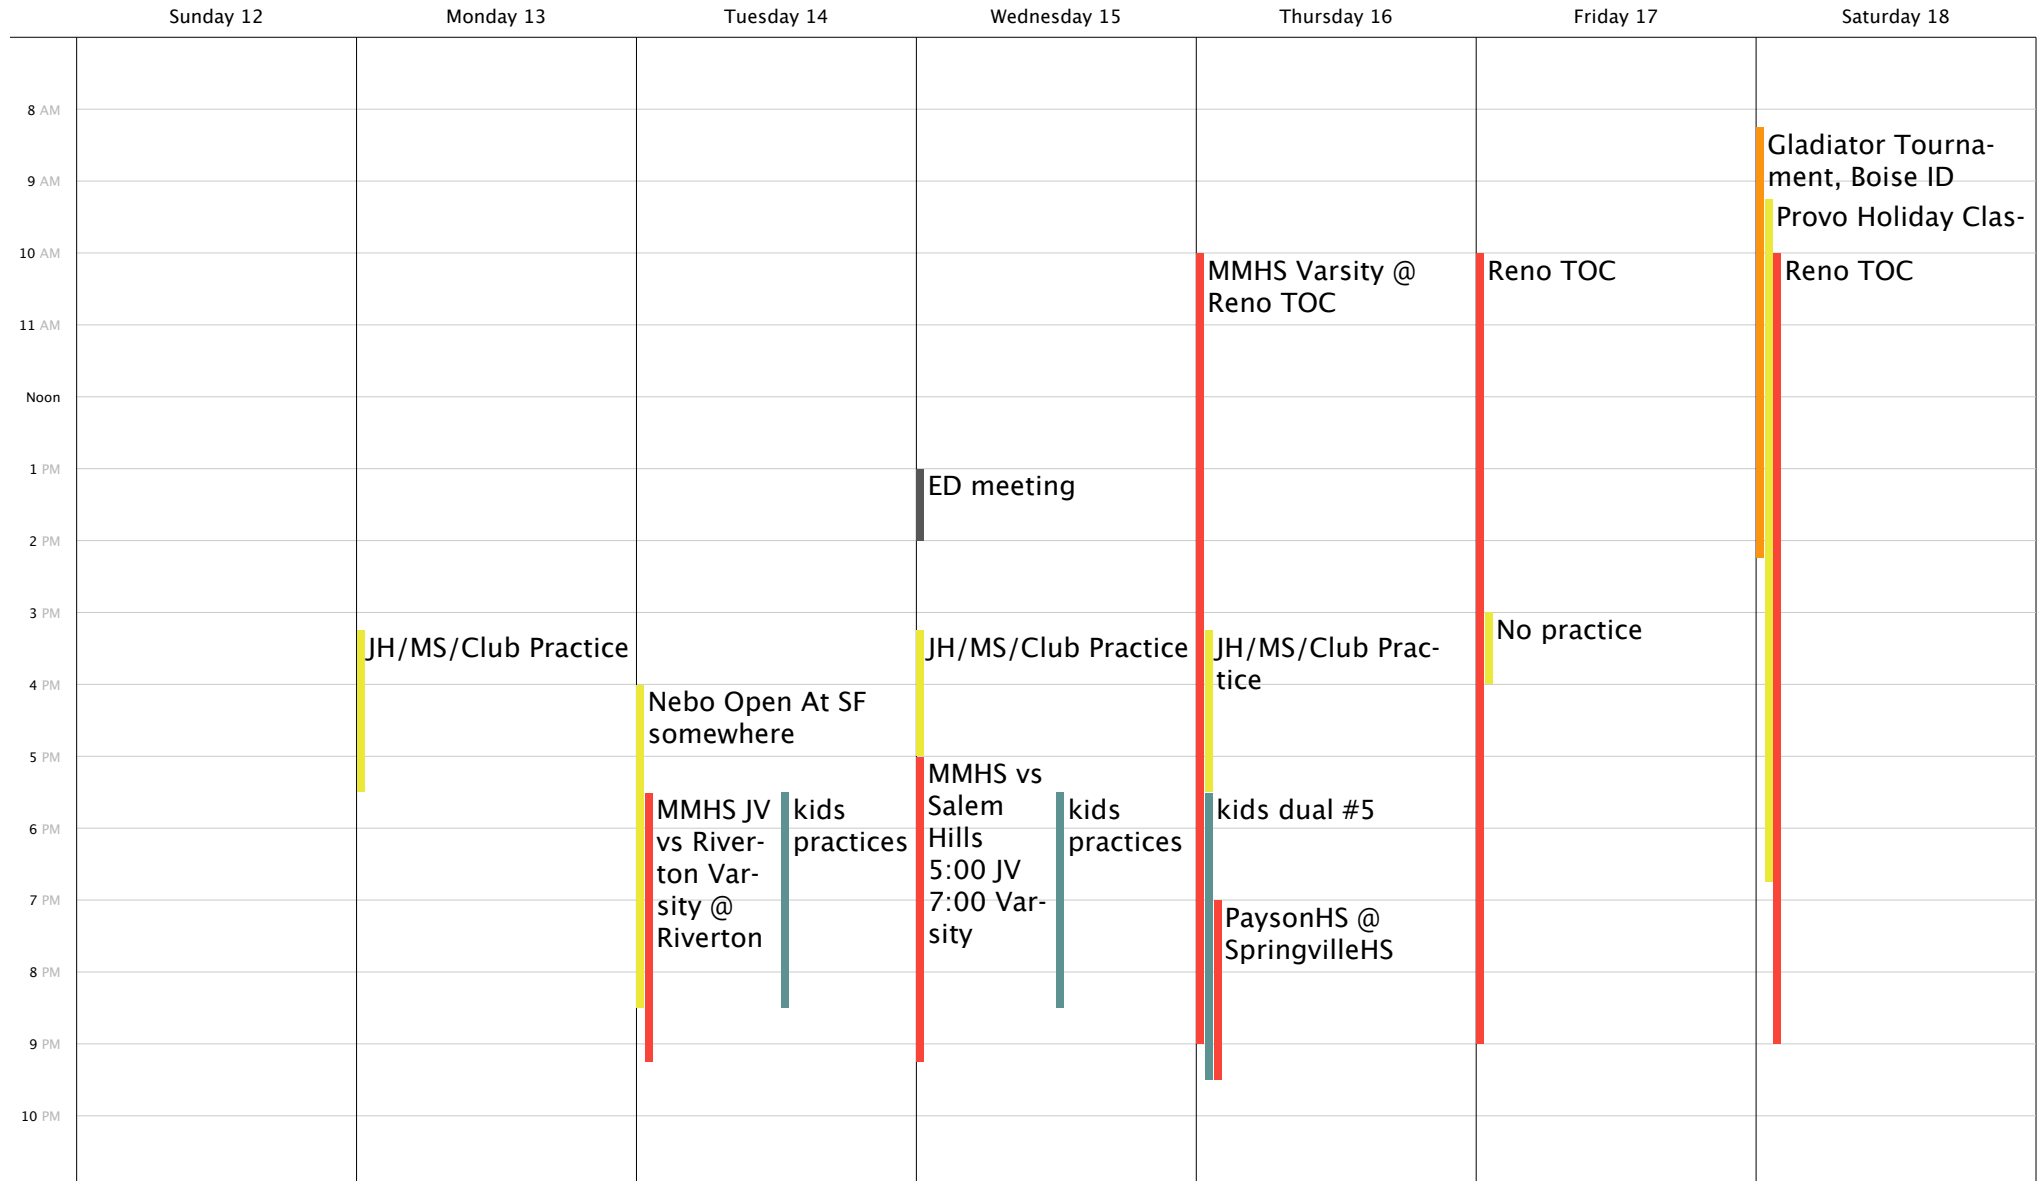 Sunday 12
Monday 13
Tuesday 14
Wednesday 15
Thursday 16
Friday 17
Saturday 18
8 AM
9 AM
10 AM
11 AM
Noon
1 PM
2 PM
3 PM
4 PM
5 PM
6 PM
7 PM
8 PM
9 PM
10 PM
JH/MS/Club Practice
Nebo Open At SF
somewhere
MMHS JV
vs River-
ton Var-
sity @
Riverton
kids
practices
ED meeting
JH/MS/Club Practice
MMHS vs
Salem
Hills
5:00 JV
7:00 Var-
sity
kids
practices
MMHS Varsity @
Reno TOC
JH/MS/Club Prac-
tice
kids dual #5
PaysonHS @
SpringvilleHS
Reno TOC
No practice
Gladiator Tourna-
ment, Boise ID
Provo Holiday Clas-
Reno TOC